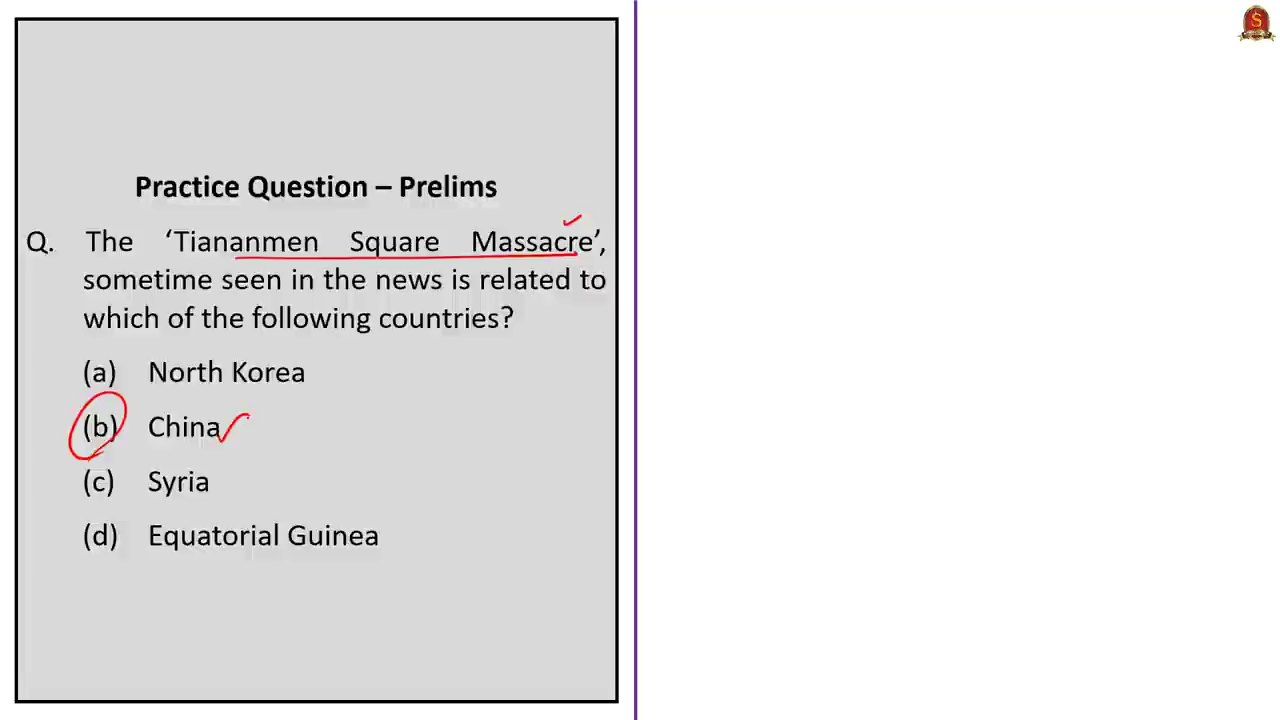 Practice Question – Prelims
Q. The ‘Tiananmen Square Massacre’,
sometime seen in the news is related to
which of the following countries?
(a) North Korea
(b) China
(c) Syria
(d) Equatorial Guinea
S